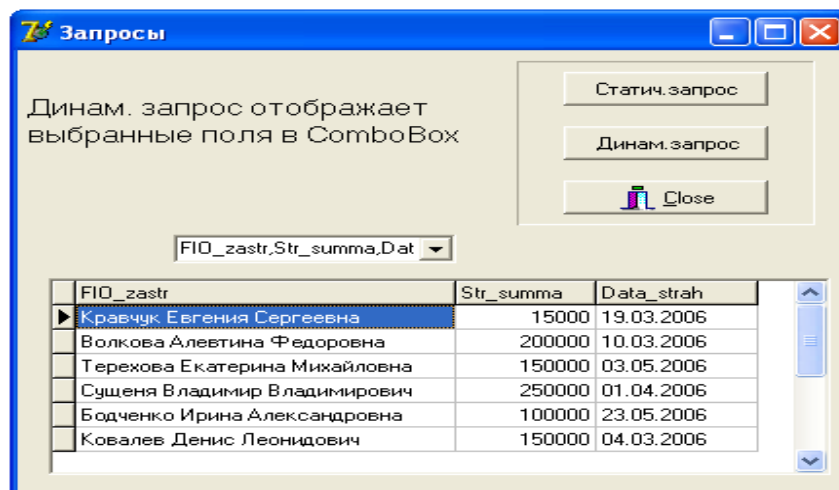 Запросы
Динам. запрос отображает
выбранные поля в ComboBox
Статич.запрос
Динам.запрос
Close
FIO_zastr,Str_summa,Dat
FIO_zastr Str_summa Data_strah
Кравчук Евгения Сергеевна 15000 19.03.2006
Волкова Алевтина Федоровна 200000 10.03.2006
Терехова Екатерина Михайловна 150000 03.05.2006
Сущеня Владимир Владимирович 250000 01.04.2006
Бодченко Ирина Александровна 100000 23.05.2006
Ковалев Денис Леонидович 150000 04.03.2006